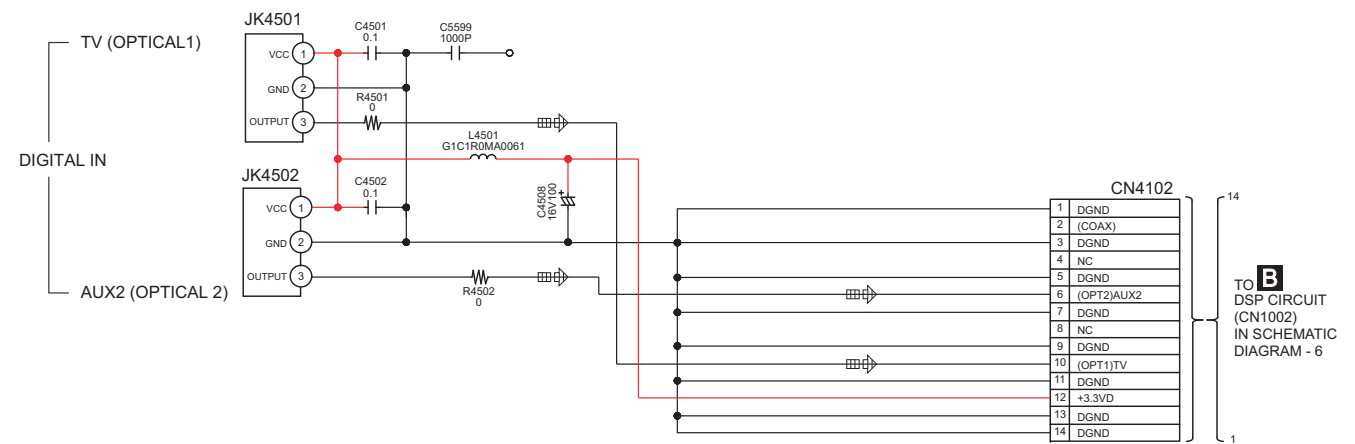 JK4501
TV (OPTICAL1)
VCC 1
GND 2
OUTPUT 3
C4501
0.1
C5599
1000P
R4501
0
L4501
G1C1R0MA0061
DIGITAL IN
JK4502
VCC 1
GND 2
OUTPUT 3
C4502
0.1
C4508
16V100
+
AUX2 (OPTICAL 2)
R4502
0
CN4102
1 DGND
2 (COAX)
3 DGND
4 NC
5 DGND
6 (OPT2)AUX2
7 DGND
8 NC
9 DGND
10 (OPT1)TV
11 DGND
12 +3.3VD
13 DGND
14 DGND
14
TO B
DSP CIRCUIT
(CN1002)
IN SCHEMATIC
DIAGRAM - 6
1